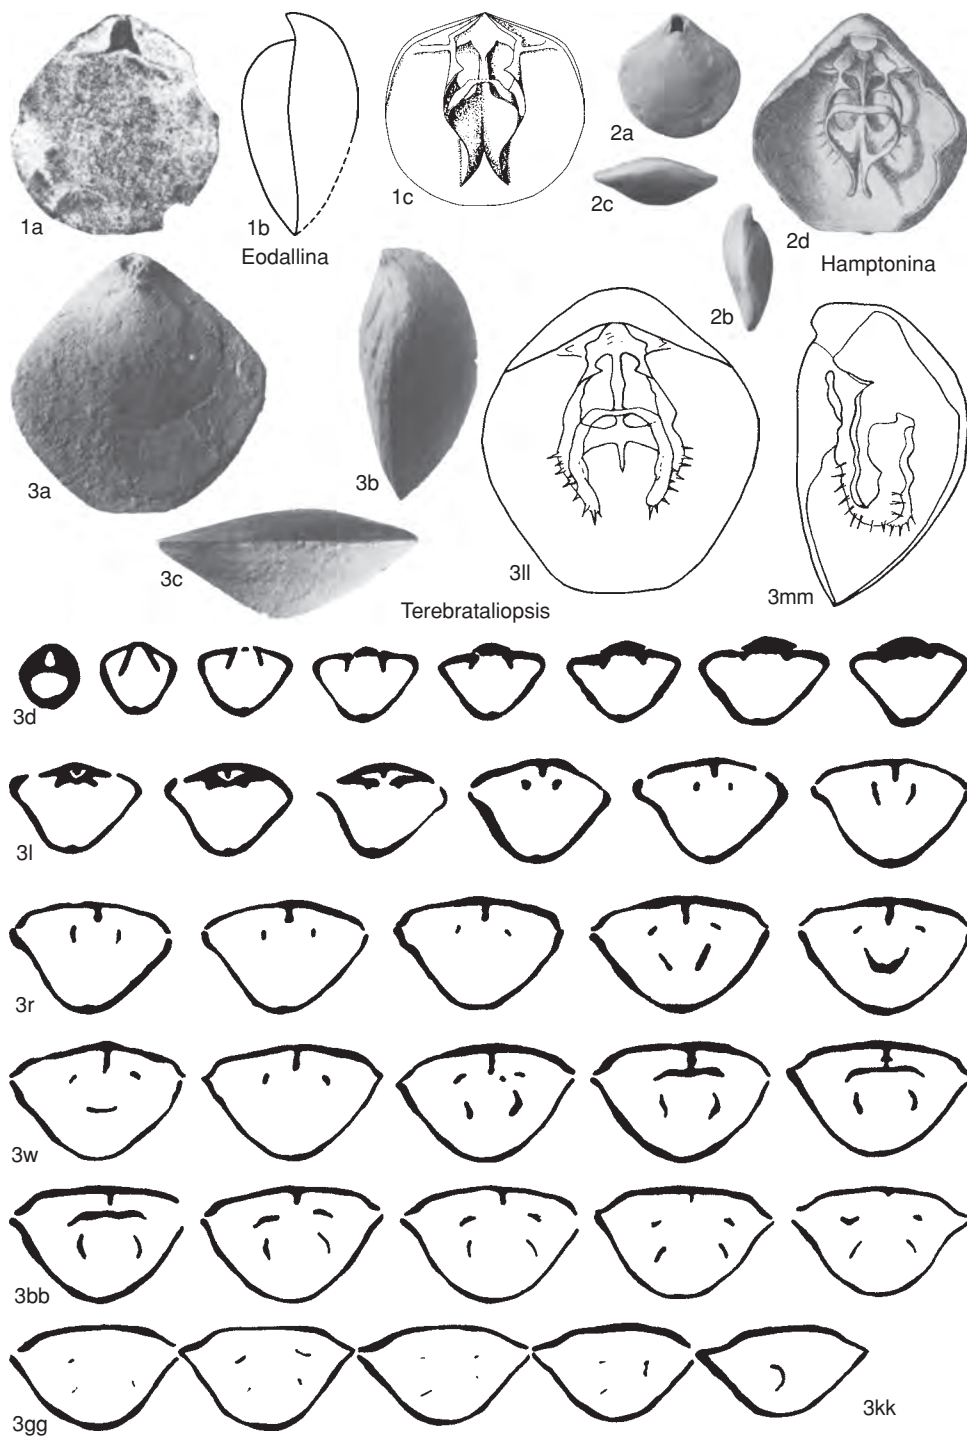 1a
1b
Eodallina
1c
2a
2c
2b
2d
Hamptonina
3a
3b
3c
Terebrataliopsis
3ll
3mm
3d
3l
3r
3w
3bb
3gg
3kk